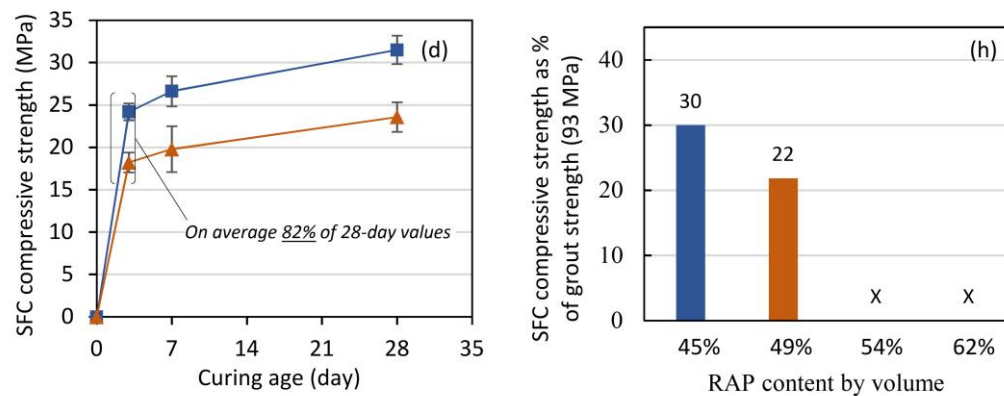 SFC compressive strength (MPa)
35
30
25
20
15
10
5
0
(d)
On average 82% of 28-day values
0 7 14 21 28 35
Curing age (day)
SFC compressive strength as %
of grout strength (93 MPa)
40
30
20
10
0
(h)
30
22
X
X
45% 49% 54% 62%
RAP content by volume